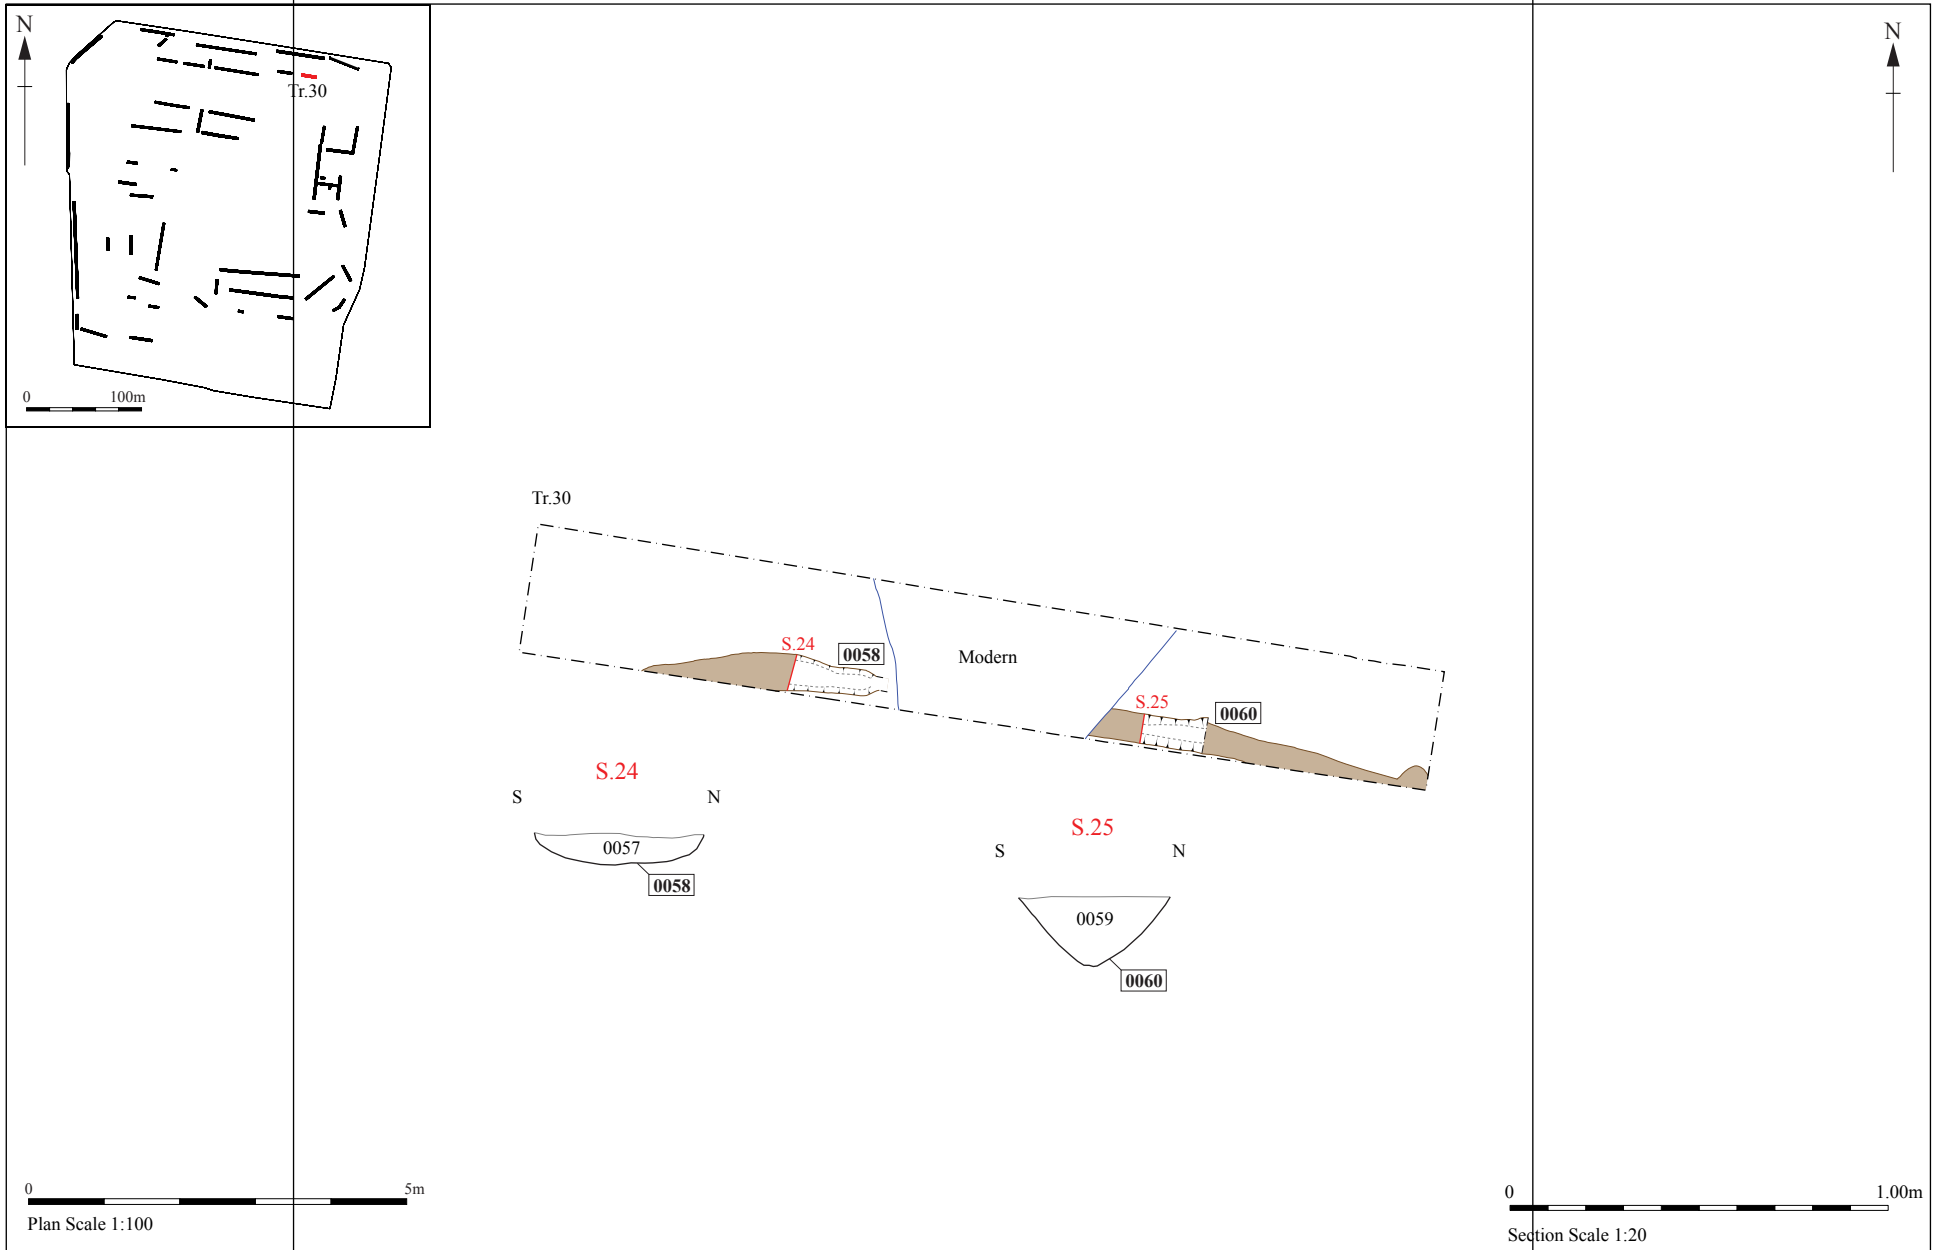 N
Tr.30
0 100m
N
Tr.30
S.24
0058
Modern
S.25
0060
S.24
S N
0057
0058
S.25
S N
0059
0060
0 5m
Plan Scale 1:100
0 1.00m
Section Scale 1:20